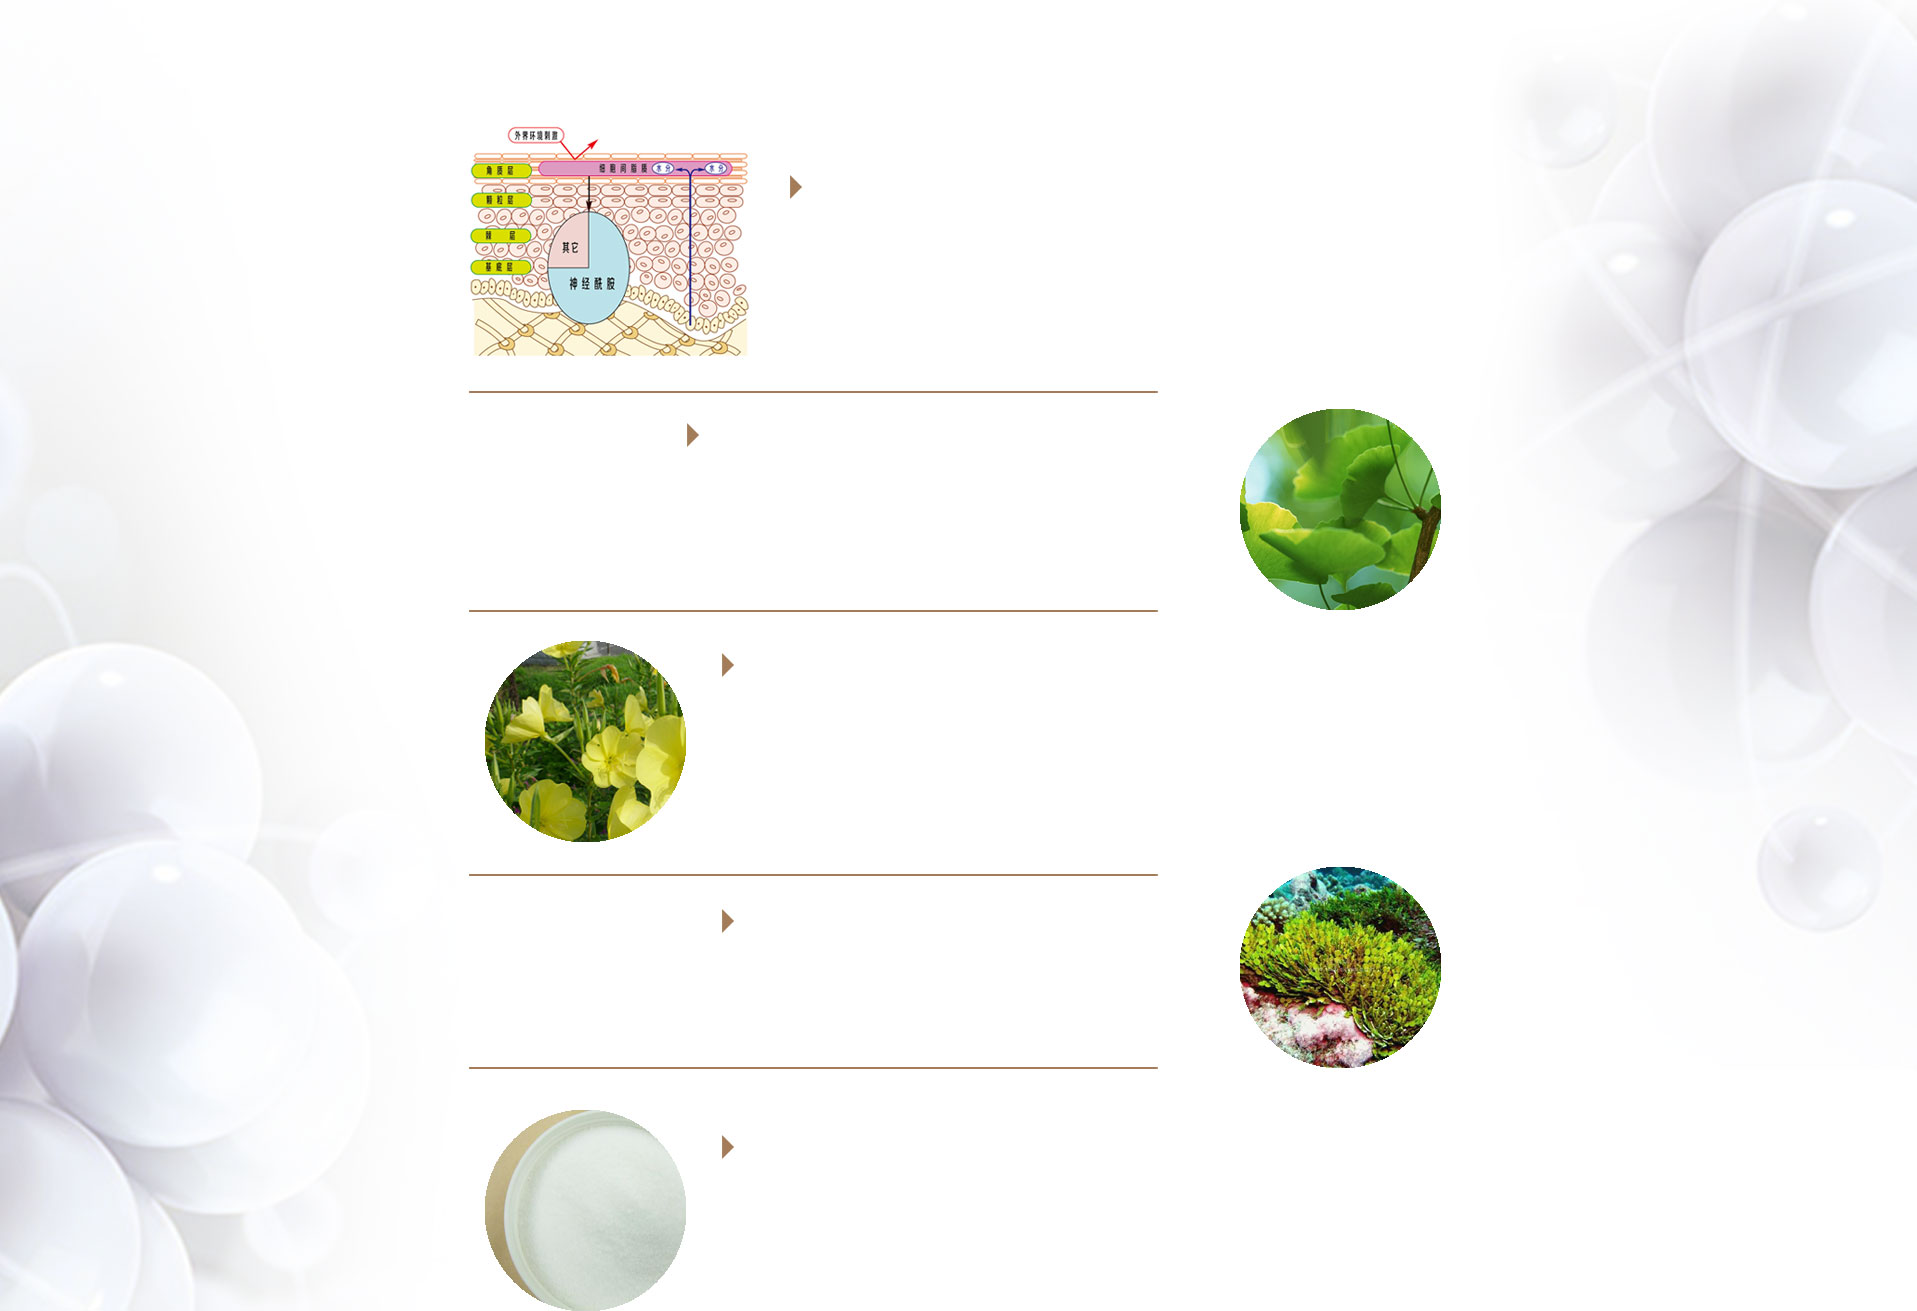 外界环境刺激
角质层
细胞间脂质 水分 水分
颗粒层
棘层
其它
基底层
神经酰胺